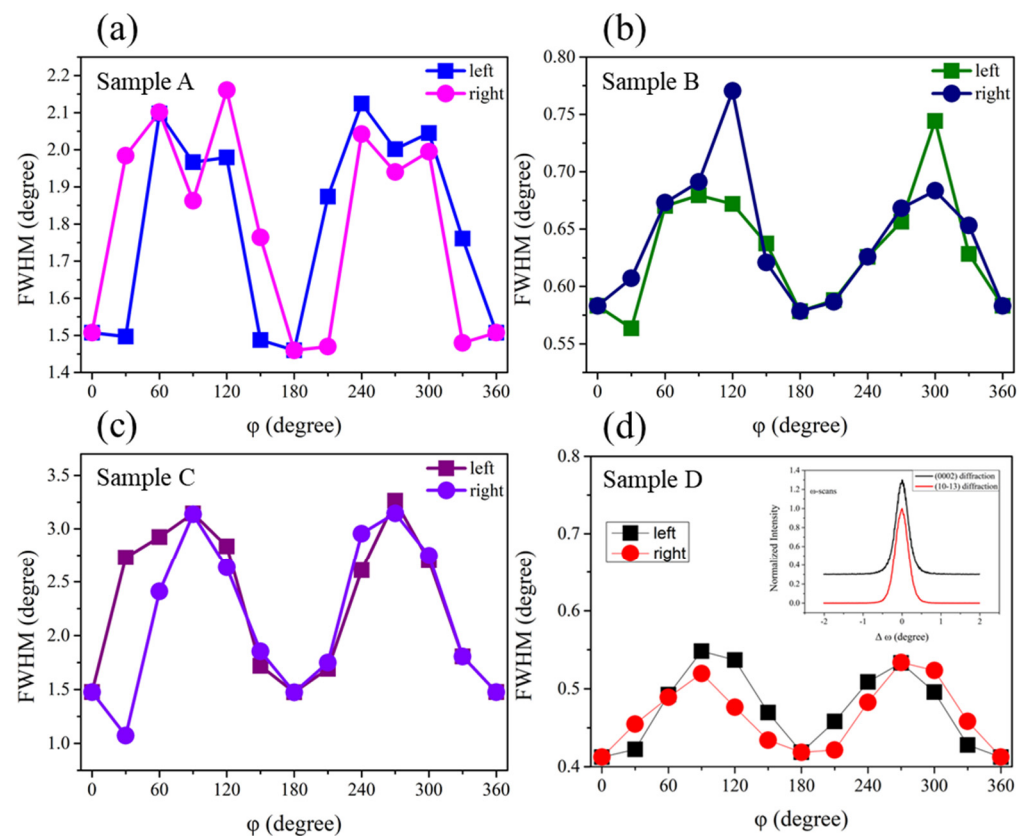 (a)
Sample A
left
right
FWHM (degree)
2.2
2.1
2.0
1.9
1.8
1.7
1.6
1.5
1.4
0 60 120 180 240 300 360
φ (degree)
(b)
Sample B
left
right
FWHM (degree)
0.80
0.75
0.70
0.65
0.60
0.55
0 60 120 180 240 300 360
φ (degree)
(c)
Sample C
left
right
FWHM (degree)
3.5
3.0
2.5
2.0
1.5
1.0
0 60 120 180 240 300 360
φ (degree)
(d)
Sample D
left
right
FWHM (degree)
0.8
0.7
0.6
0.5
0.4
0 60 120 180 240 300 360
φ (degree)
ω-scans
(0002) diffraction
(10-13) diffraction
Normalized Intensity
1.4
1.2
1.0
0.8
0.6
0.4
0.2
0.0
-2 -1 0 1 2
Δ ω (degree)